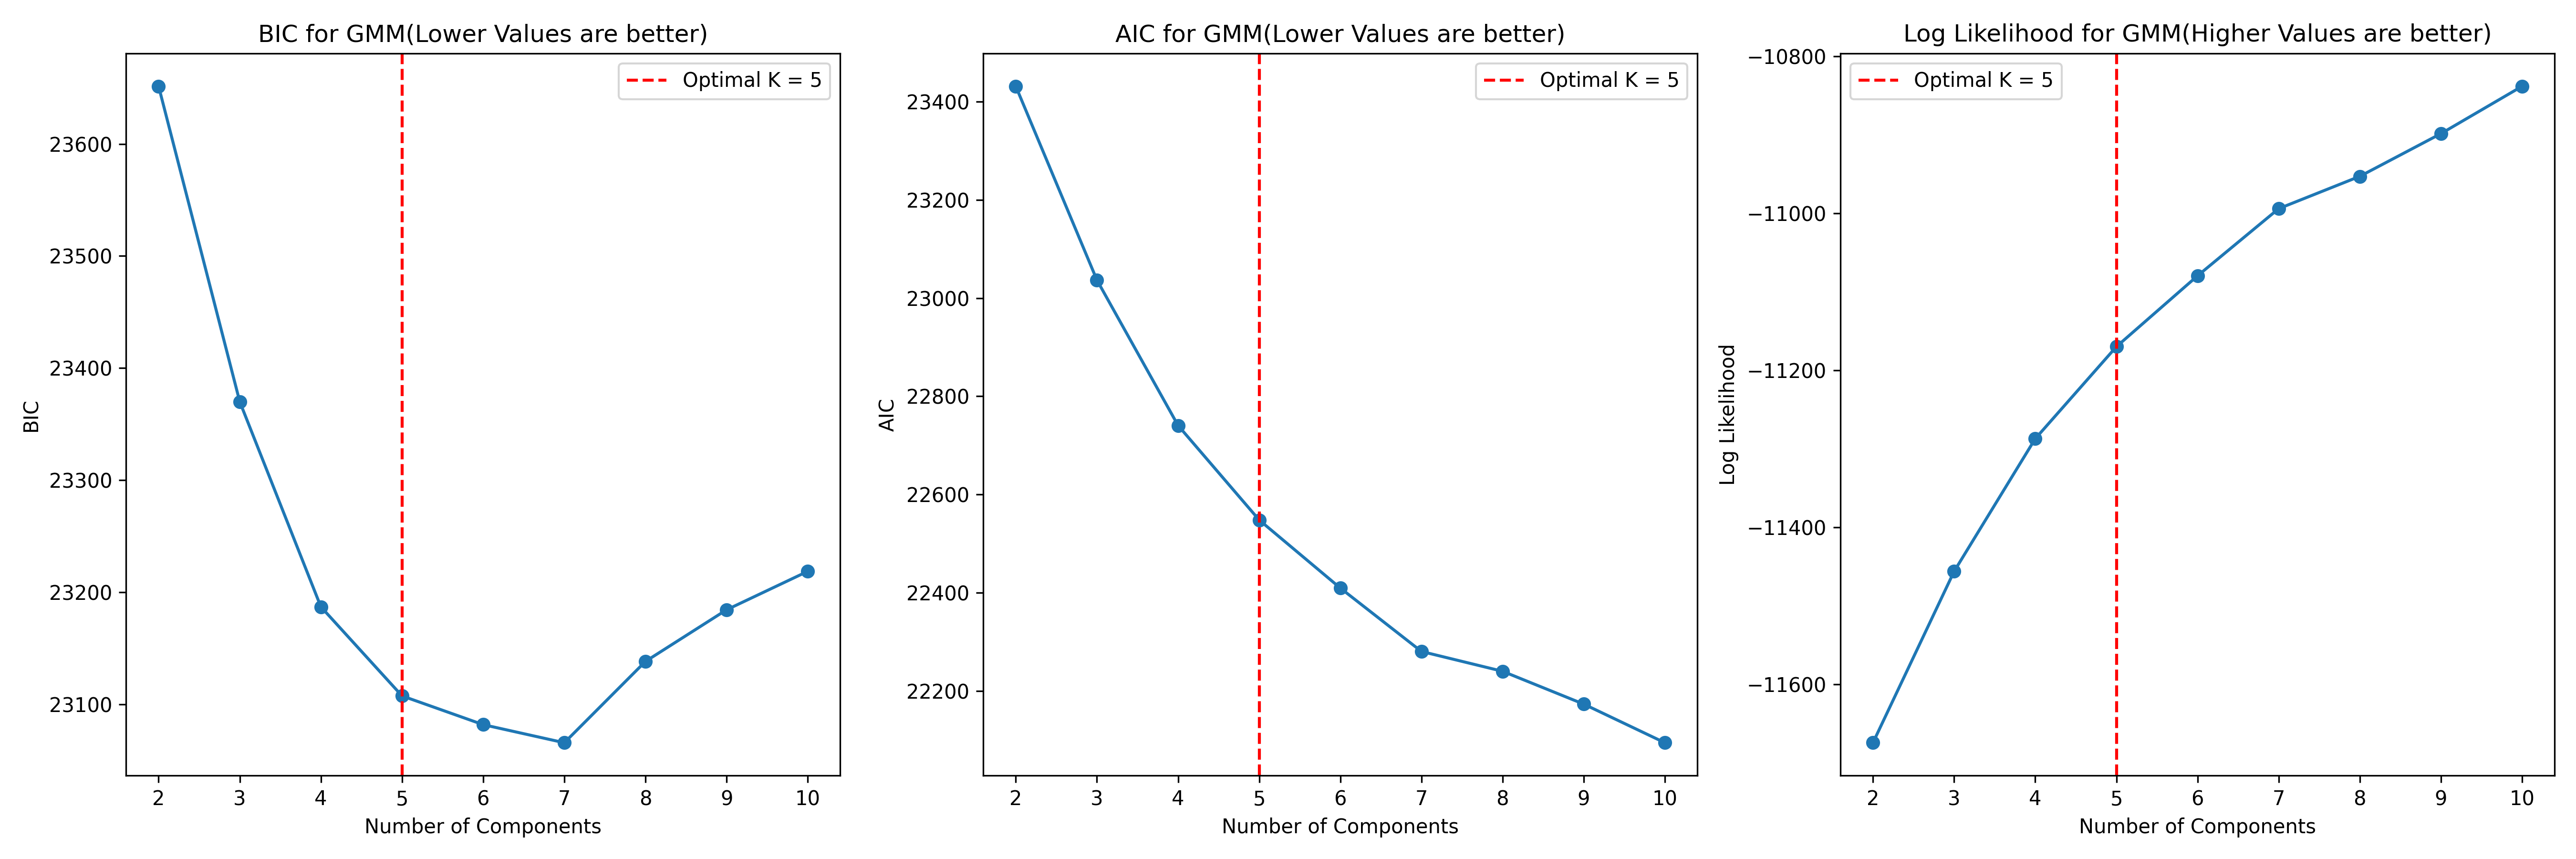 BIC for GMM(Lower Values are better)
Optimal K = 5
23600
23500
23400
23300
23200
23100
BIC
2 3 4 5 6 7 8 9 10
Number of Components
AIC for GMM(Lower Values are better)
Optimal K = 5
23400
23200
23000
22800
22600
22400
22200
AIC
2 3 4 5 6 7 8 9 10
Number of Components
Log Likelihood for GMM(Higher Values are better)
Optimal K = 5
−10800
−11000
−11200
−11400
−11600
Log Likelihood
2 3 4 5 6 7 8 9 10
Number of Components